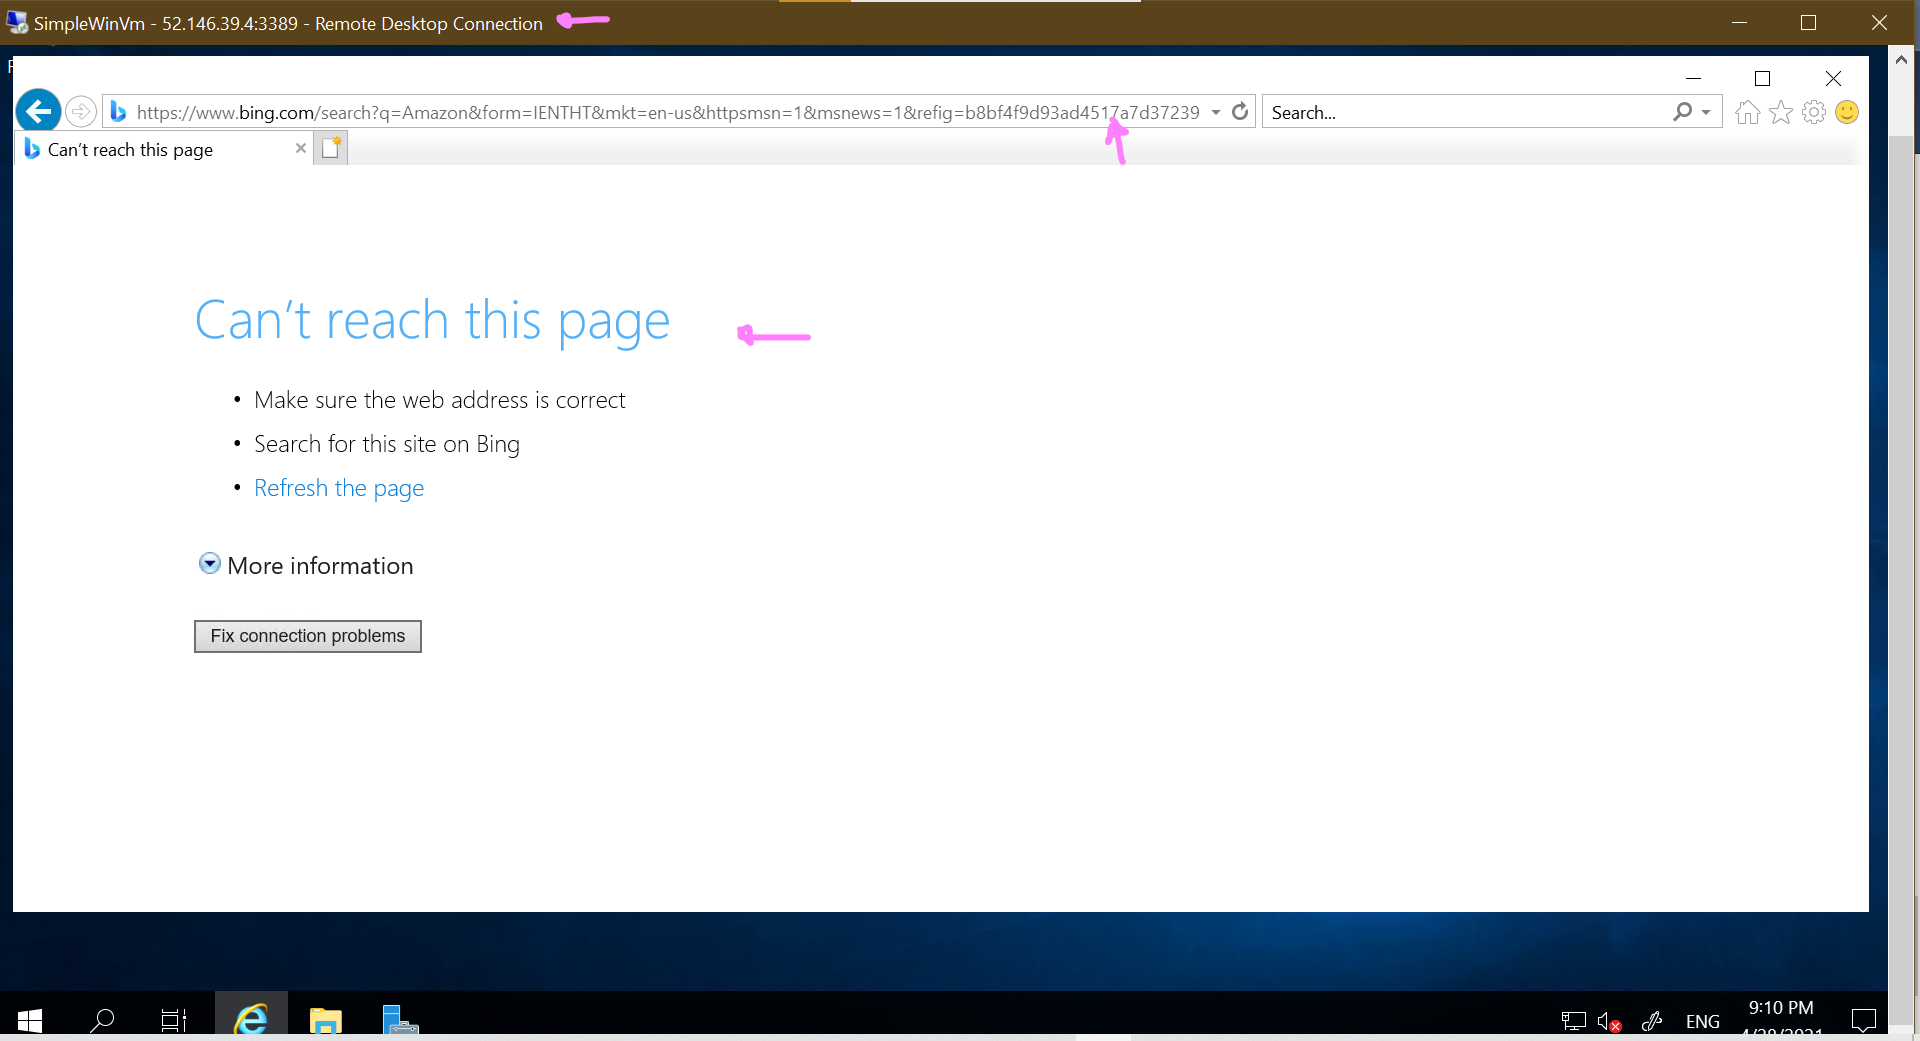 SimpleWinVm - 52.146.39.4:3389 - Remote Desktop Connection
https://www.bing.com/search?q=Amazon&form=IENTHT&mkt=en-us&httpsmsn=1&msnews=1&refig=b8bf4f9d93ad4517a7d37239
Search...
Can't reach this page
Can't reach this page
• Make sure the web address is correct
• Search for this site on Bing
• Refresh the page
More information
Fix connection problems
ENG
9:10 PM
4/28/2021